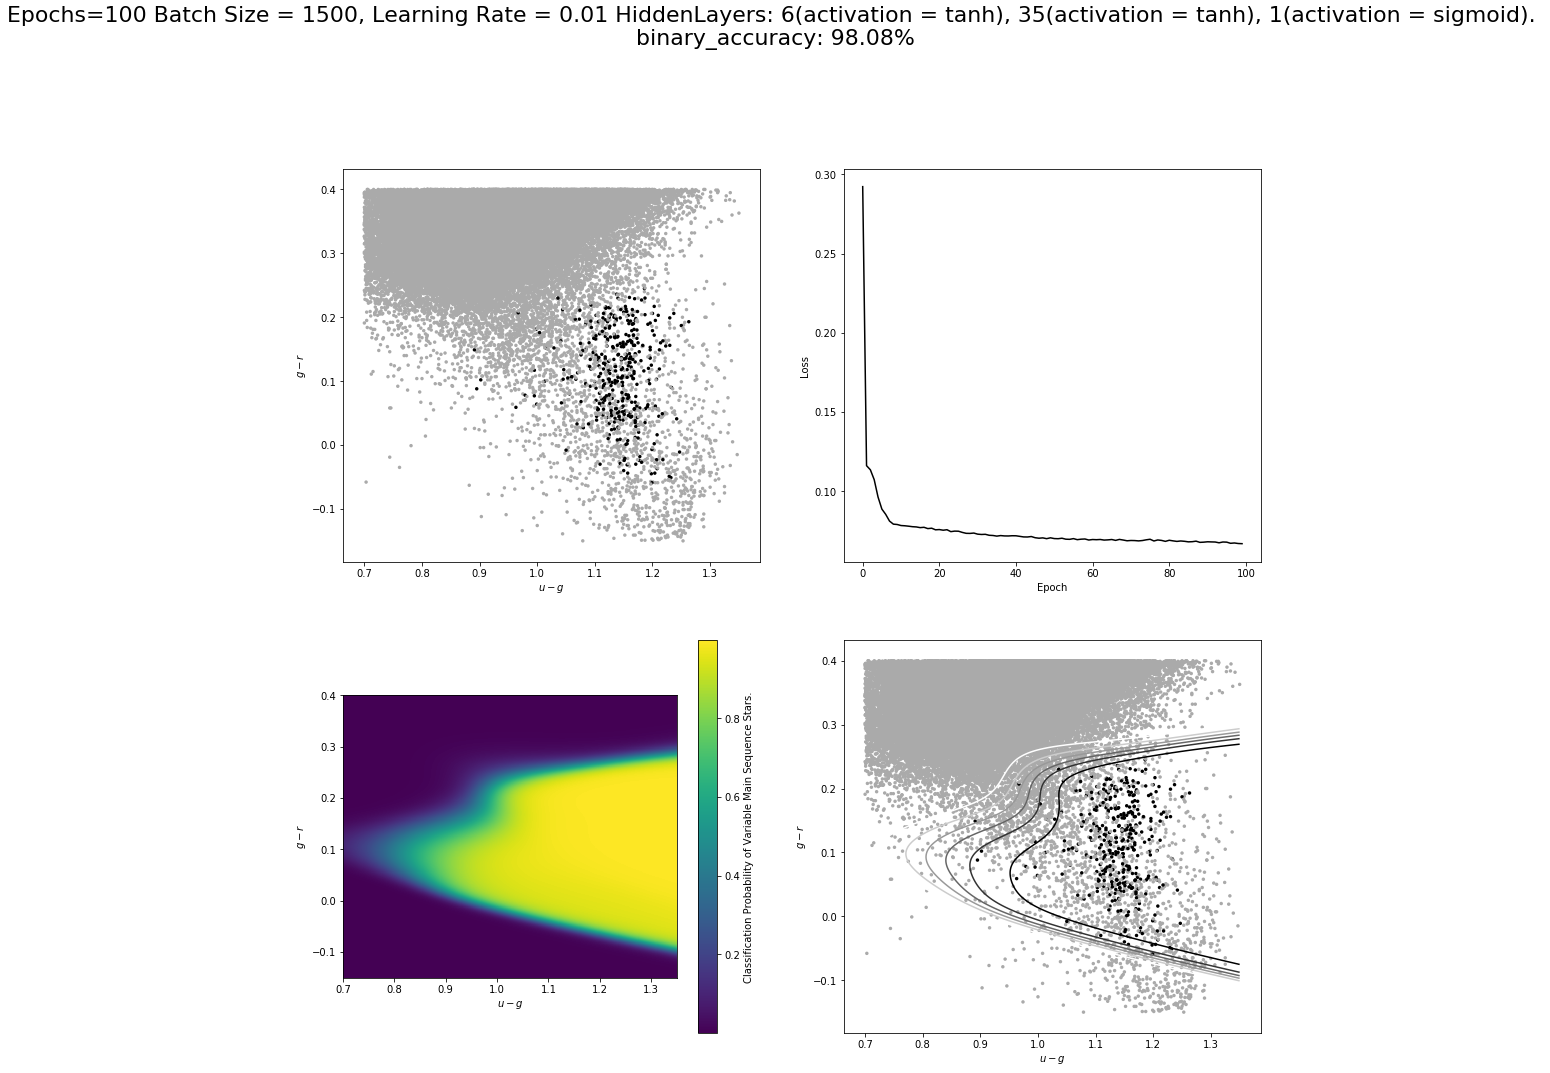 Epochs=100 Batch Size = 1500, Learning Rate = 0.01 HiddenLayers: 6(activation = tanh), 35(activation = tanh), 1(activation = sigmoid).
binary_accuracy: 98.08%
0.4
0.3
0.2
0.1
0.0
−0.1
g − r
0.7 0.8 0.9 1.0 1.1 1.2 1.3
u − g
0.30
0.25
0.20
0.15
0.10
Loss
0 20 40 60 80 100
Epoch
0.4
0.3
0.2
0.1
0.0
−0.1
g − r
0.7 0.8 0.9 1.0 1.1 1.2 1.3
u − g
0.8
0.6
0.4
0.2
Classification Probability of Variable Main Sequence Stars.
0.4
0.3
0.2
0.1
0.0
−0.1
g − r
0.7 0.8 0.9 1.0 1.1 1.2 1.3
u − g